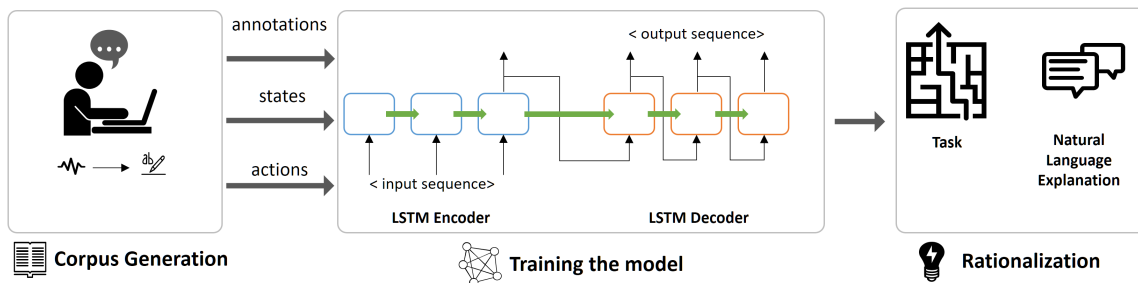 annotations
states
actions
ab
Corpus Generation
< output sequence>
< input sequence>
LSTM Encoder
LSTM Decoder
Training the model
Task
Natural
Language
Explanation
Rationalization